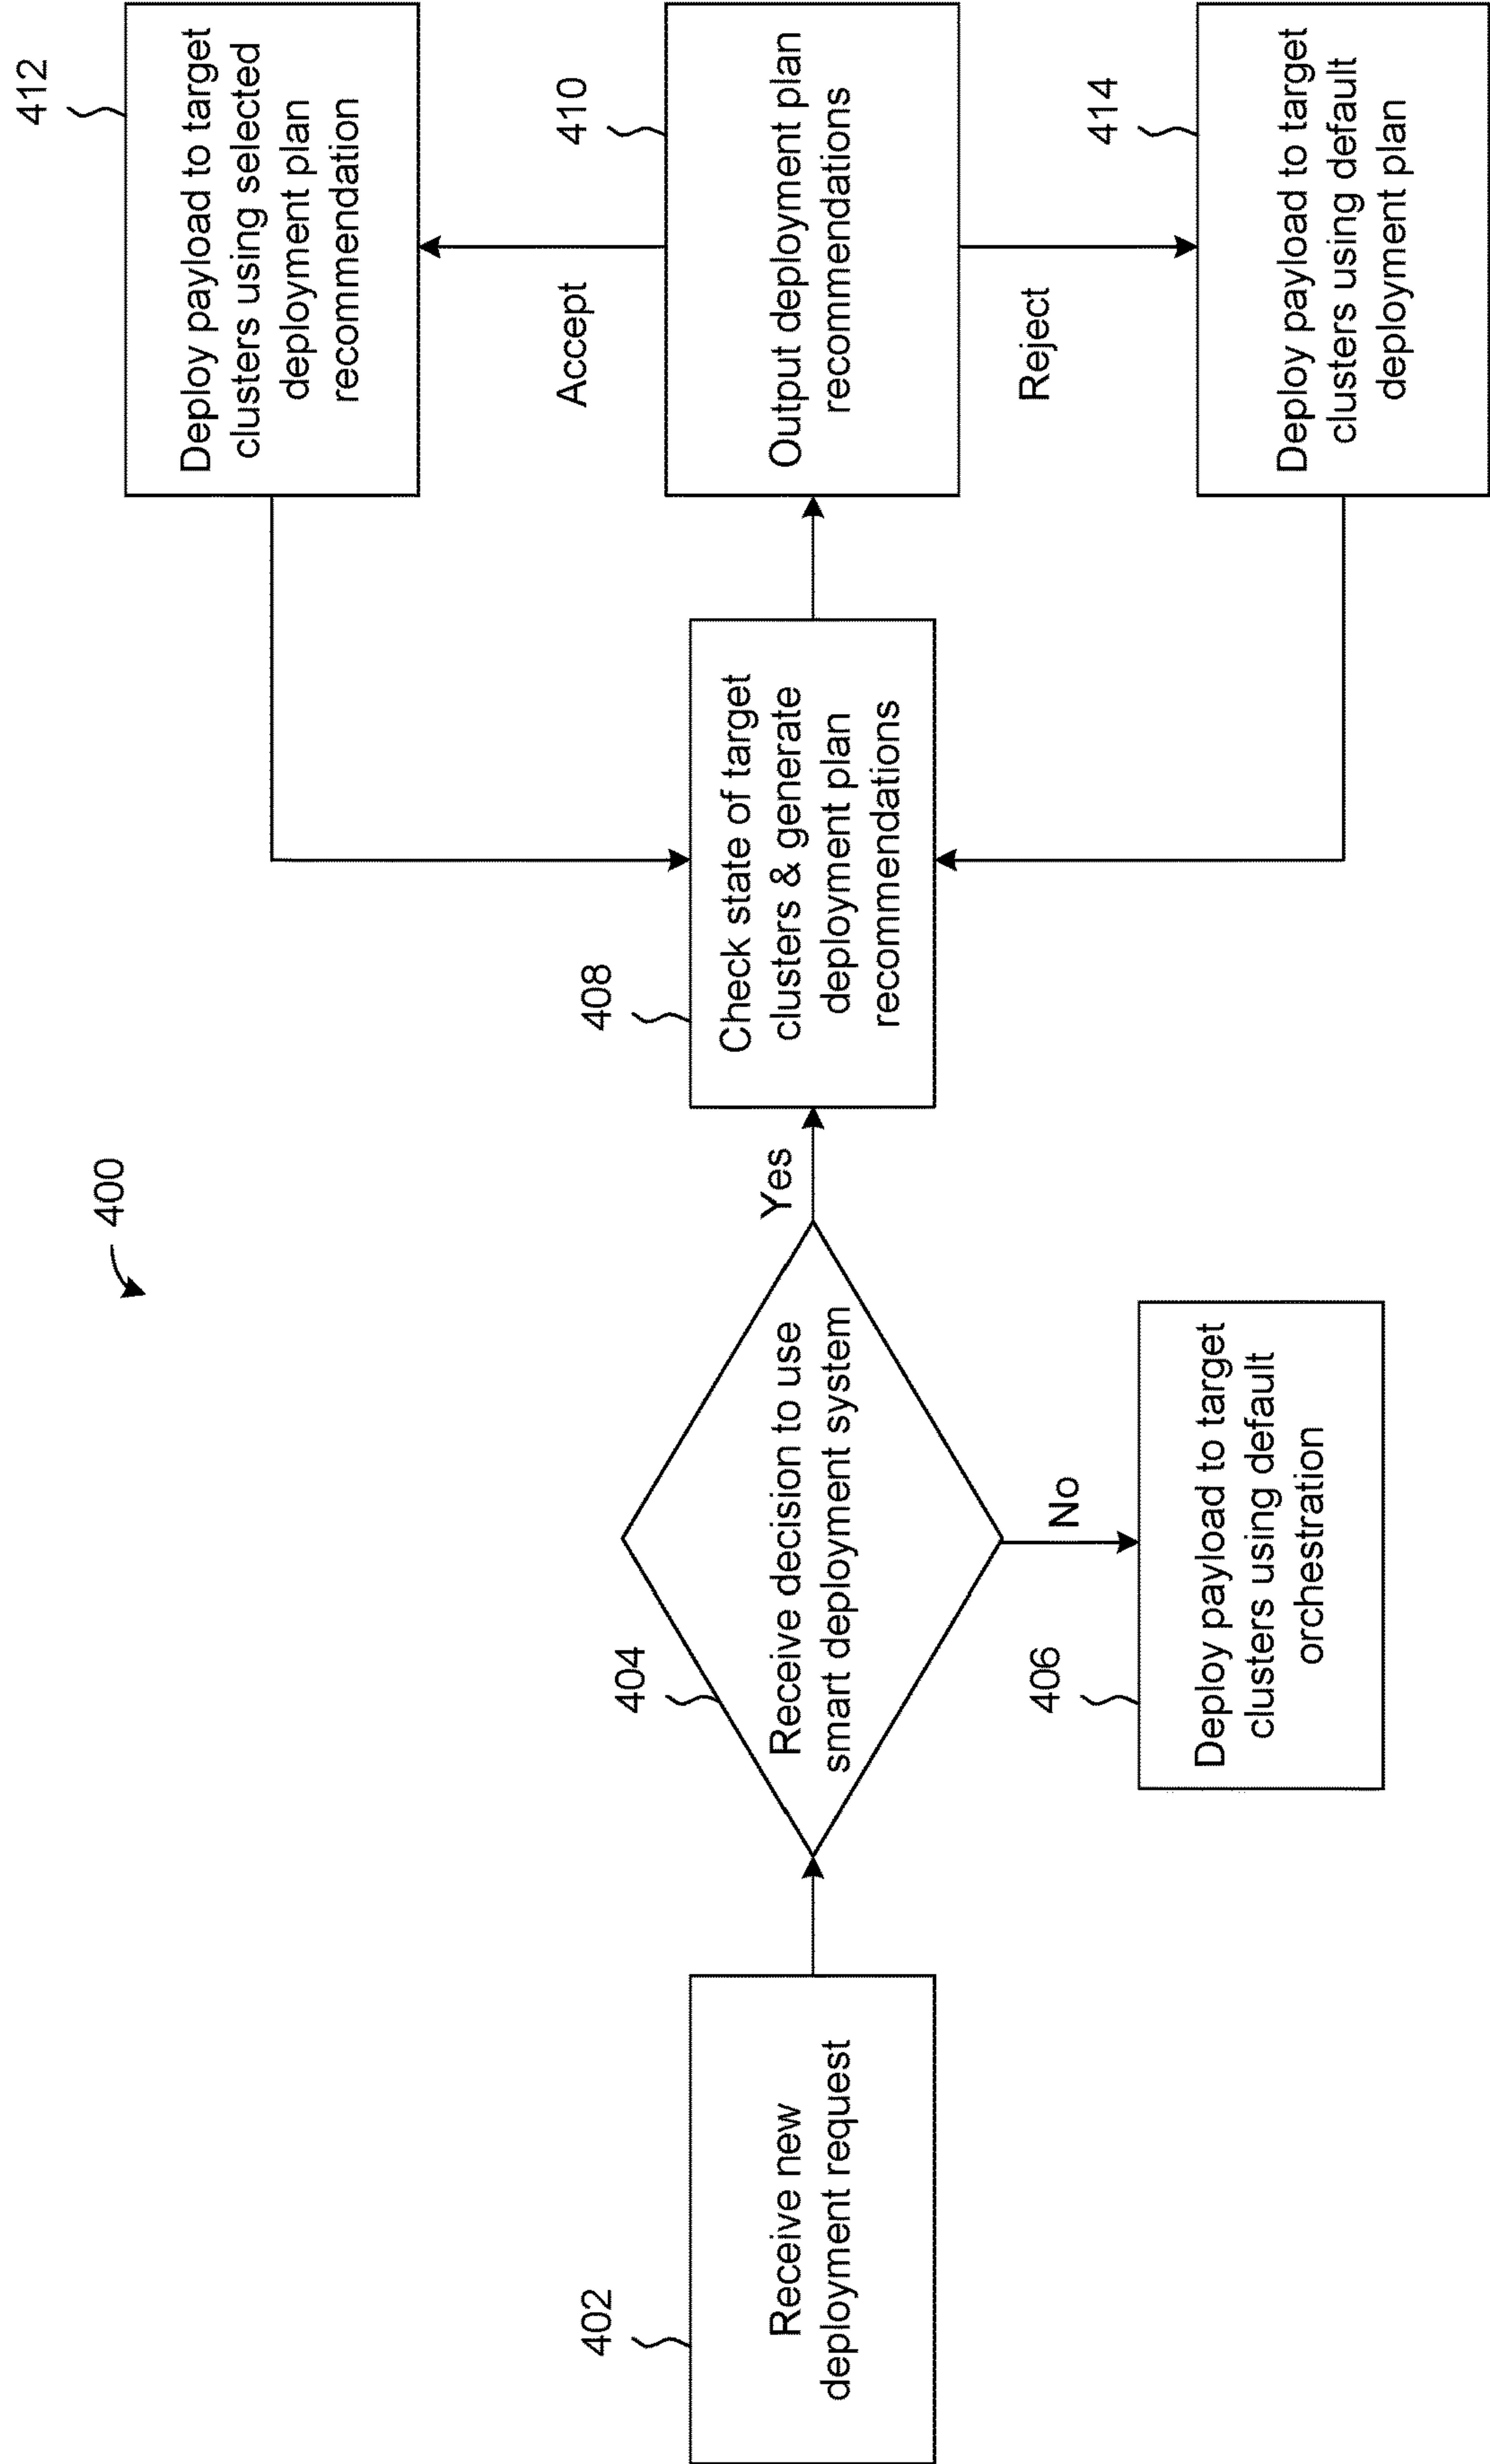 400
402
Receive new
deployment request
404
Receive decision to use
smart deployment system
Yes
No
406
Deploy payload to target
clusters using default
orchestration
408
Check state of target
clusters & generate
deployment plan
recommendations
410
Output deployment plan
recommendations
Accept
Reject
412
Deploy payload to target
clusters using selected
deployment plan
recommendation
414
Deploy payload to target
clusters using default
deployment plan